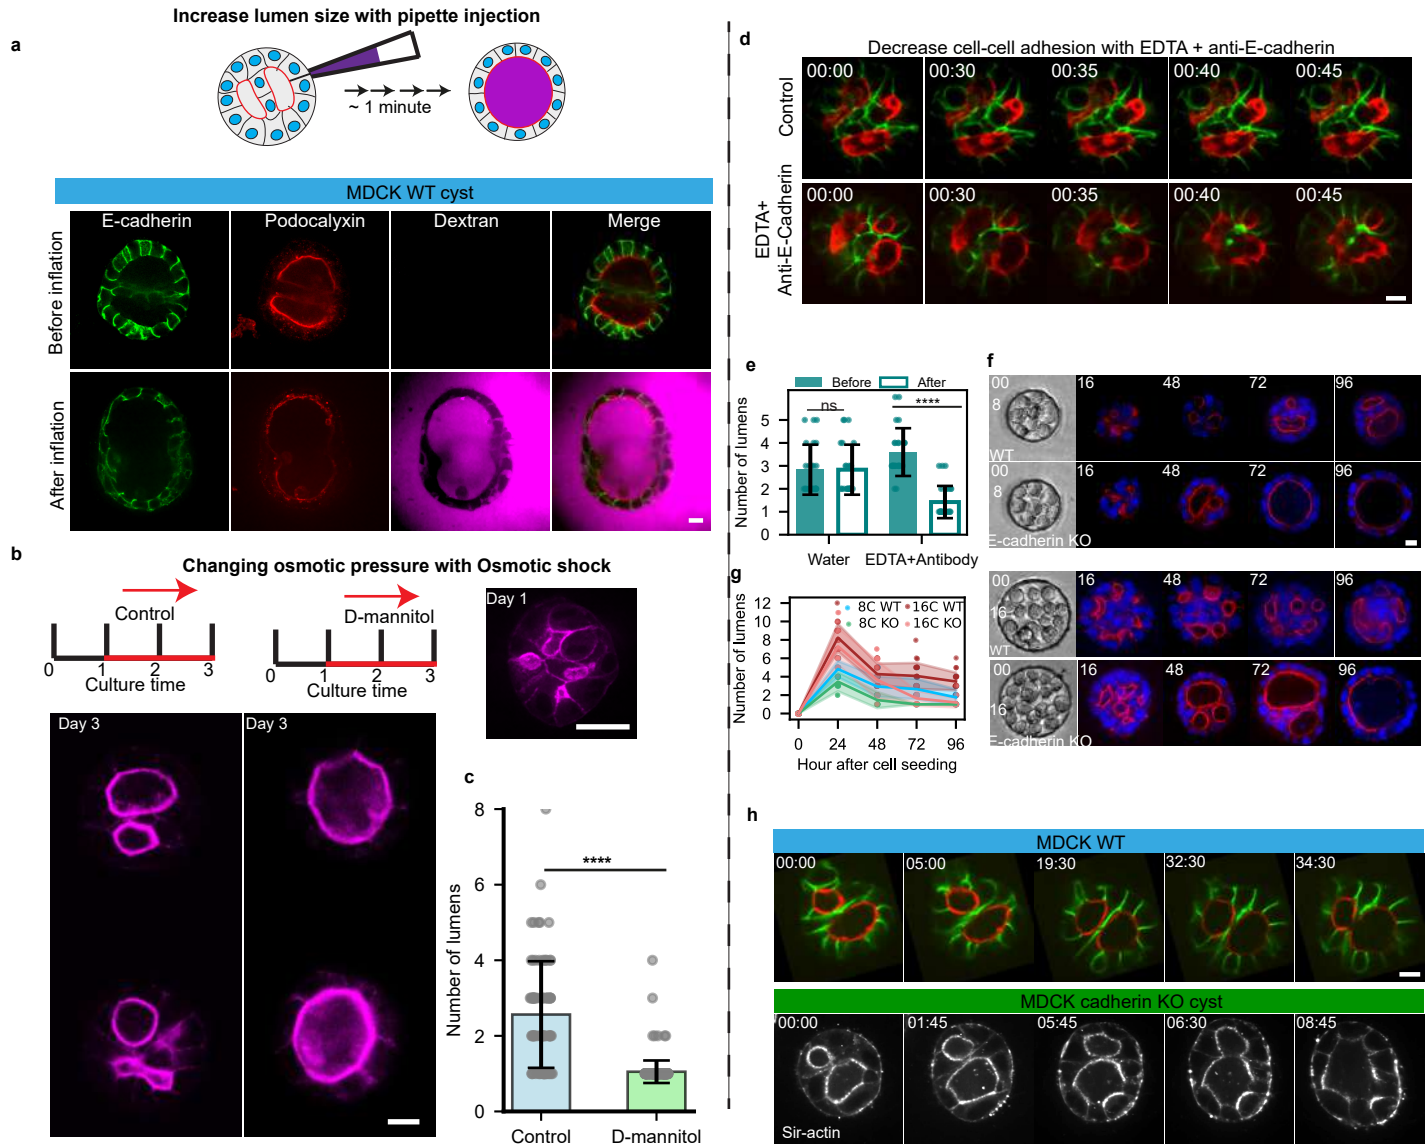 Increase lumen size with pipette injection
a
~ 1 minute
MDCK WT cyst
E-cadherin
Podocalyxin
Dextran
Merge
Before inflation
After inflation
b
Changing osmotic pressure with Osmotic shock
Control
0 1 2 3
Culture time
D-mannitol
0 1 2 3
Culture time
Day 1
Day 3
Day 3
c
Number of lumens
8
6
4
2
0
****
Control
D-mannitol
d
Decrease cell-cell adhesion with EDTA + anti-E-cadherin
Control
00:00 00:30 00:35 00:40 00:45
EDTA+
Anti-E-Cadherin
00:00 00:30 00:35 00:40 00:45
e
Before After
Number of lumens
5
4
3
2
1
0
ns
****
Water
EDTA+Antibody
f
00 16 48 72 96
8
WT
00
8
E-cadherin KO
00 16 48 72 96
16
WT
00
16
E-cadherin KO
g
Number of lumens
12
10
8
6
4
2
0
8C WT 16C WT
8C KO 16C KO
0 24 48 72 96
Hour after cell seeding
h
MDCK WT
00:00 05:00 19:30 32:30 34:30
MDCK cadherin KO cyst
00:00 01:45 05:45 06:30 08:45
Sir-actin